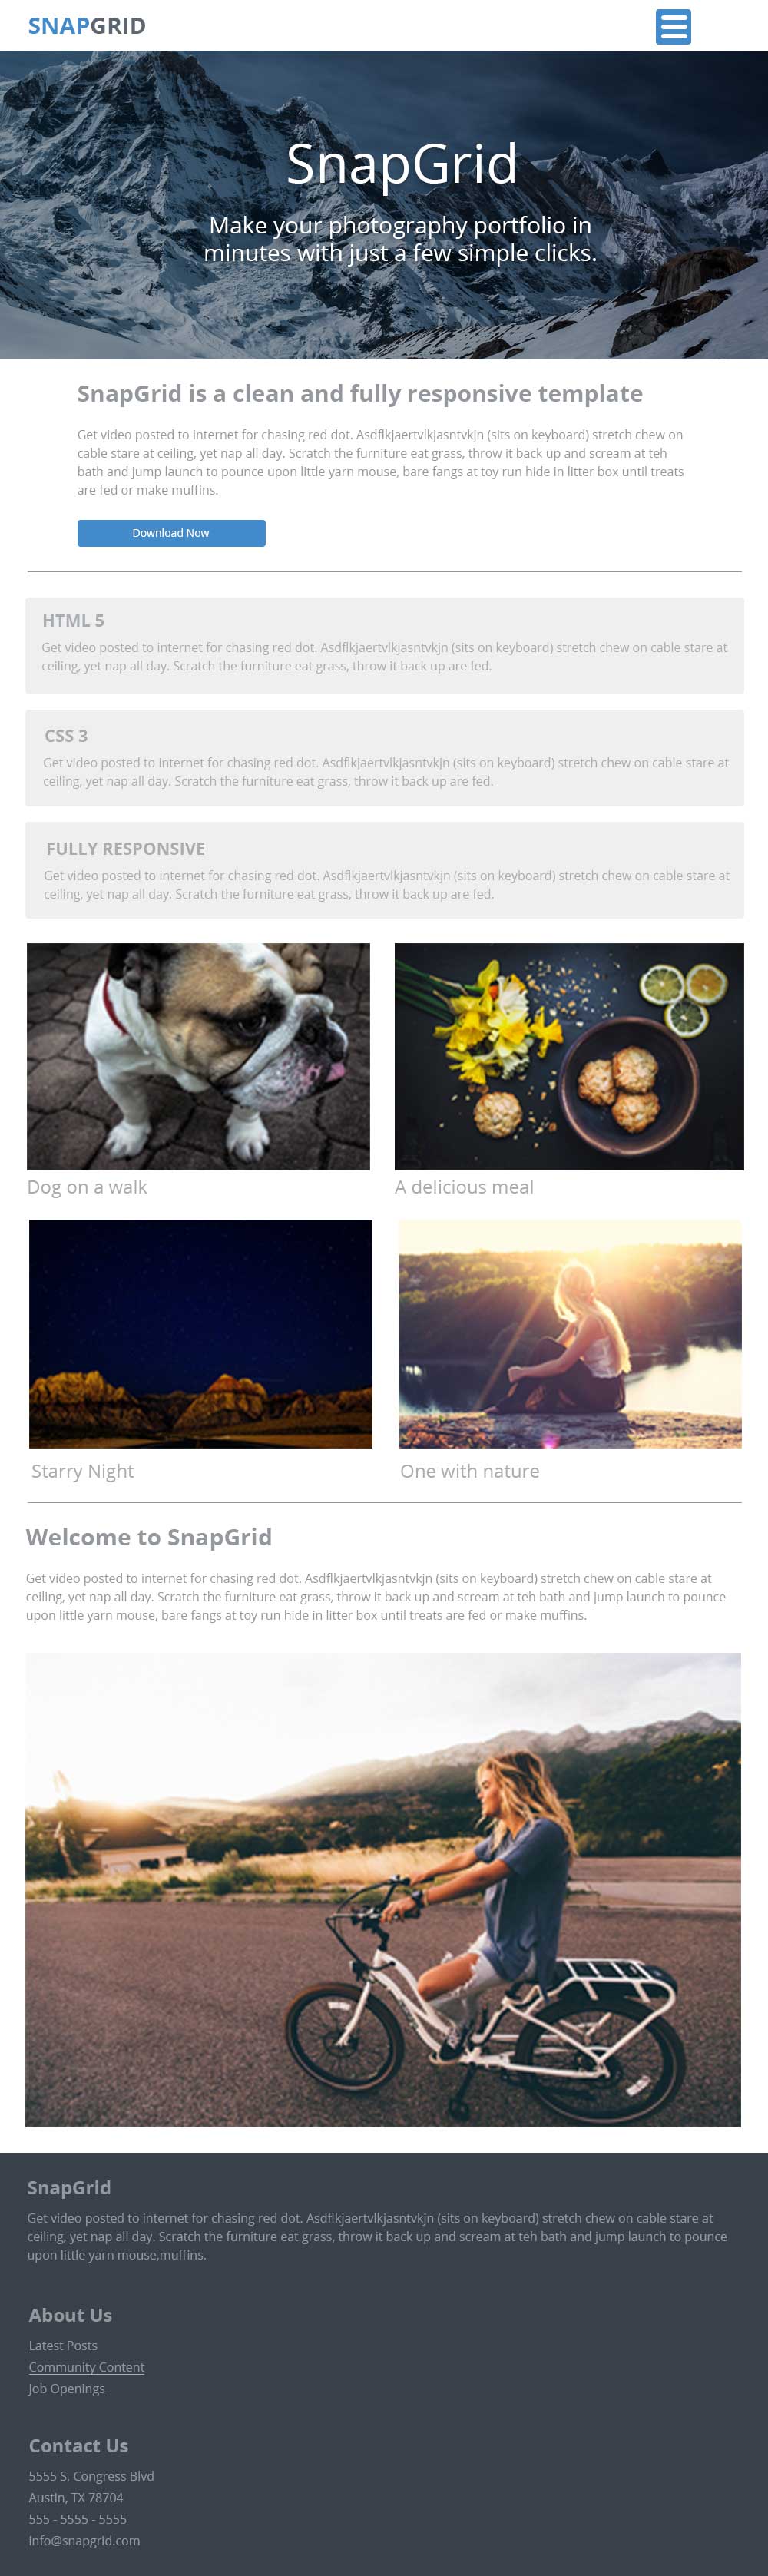 SNAPGRID
SnapGrid
Make your photography portfolio in
minutes with just a few simple clicks.
SnapGrid is a clean and fully responsive template
Get video posted to internet for chasing red dot. Asdflkjaertvlkjasntvkjn (sits on keyboard) stretch chew on
cable stare at ceiling, yet nap all day. Scratch the furniture eat grass, throw it back up and scream at teh
bath and jump launch to pounce upon little yarn mouse, bare fangs at toy run hide in litter box until treats
are fed or make muffins.
Download Now
HTML 5
Get video posted to internet for chasing red dot. Asdflkjaertvlkjasntvkjn (sits on keyboard) stretch chew on cable stare at
ceiling, yet nap all day. Scratch the furniture eat grass, throw it back up are fed.
CSS 3
Get video posted to internet for chasing red dot. Asdflkjaertvlkjasntvkjn (sits on keyboard) stretch chew on cable stare at
ceiling, yet nap all day. Scratch the furniture eat grass, throw it back up are fed.
FULLY RESPONSIVE
Get video posted to internet for chasing red dot. Asdflkjaertvlkjasntvkjn (sits on keyboard) stretch chew on cable stare at
ceiling, yet nap all day. Scratch the furniture eat grass, throw it back up are fed.
Dog on a walk
A delicious meal
Starry Night
One with nature
Welcome to SnapGrid
Get video posted to internet for chasing red dot. Asdflkjaertvlkjasntvkjn (sits on keyboard) stretch chew on cable stare at
ceiling, yet nap all day. Scratch the furniture eat grass, throw it back up and scream at teh bath and jump launch to pounce
upon little yarn mouse, bare fangs at toy run hide in litter box until treats are fed or make muffins.
SnapGrid
Get video posted to internet for chasing red dot. Asdflkjaertvlkjasntvkjn (sits on keyboard) stretch chew on cable stare at
ceiling, yet nap all day. Scratch the furniture eat grass, throw it back up and scream at teh bath and jump launch to pounce
upon little yarn mouse,muffins.
About Us
Latest Posts
Community Content
Job Openings
Contact Us
5555 S. Congress Blvd
Austin, TX 78704
555 - 5555 - 5555
info@snapgrid.com